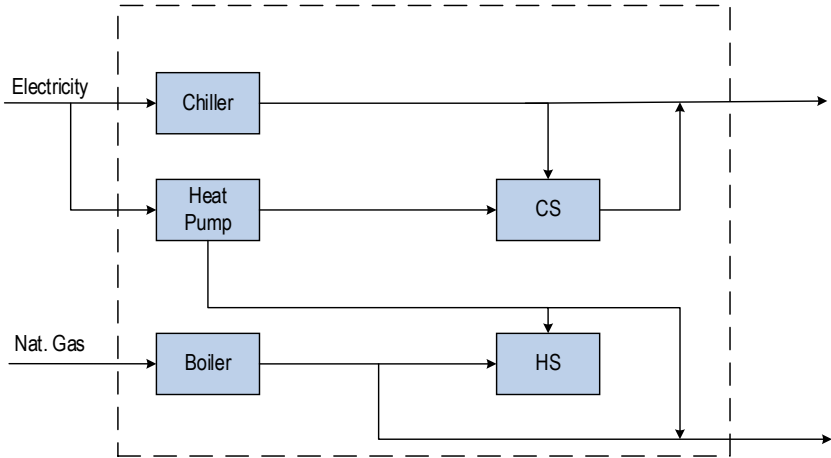 Electricity
Chiller
Heat
Pump
CS
Nat. Gas
Boiler
HS